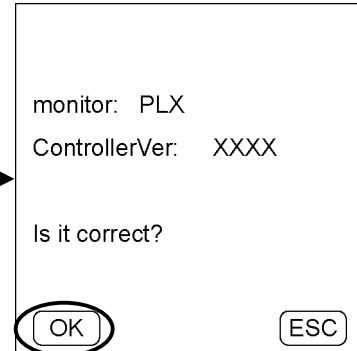 monitor: PLX
ControllerVer: XXXX
Is it correct?
OK ESC